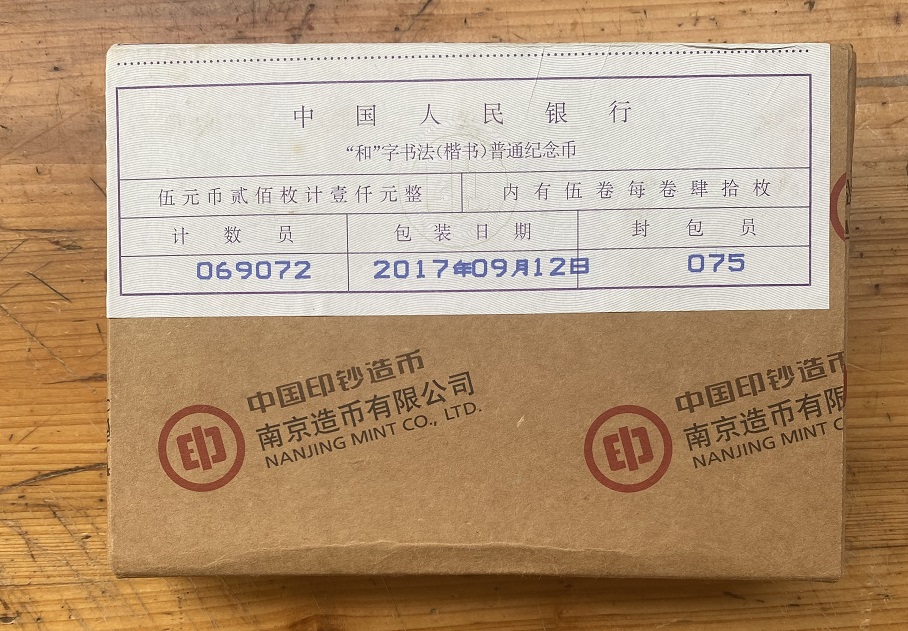 中国人民银行
“和”字书法(楷书)普通纪念币
伍元币贰佰枚计壹仟元整 内有伍卷每卷肆拾枚
计数员 包装日期 封包员
069072 2017年09月12日 075
中国印钞造币
南京造币有限公司
NANJING MINT CO., LTD.
中国印钞造币
南京造币有限
NANJING MINT C